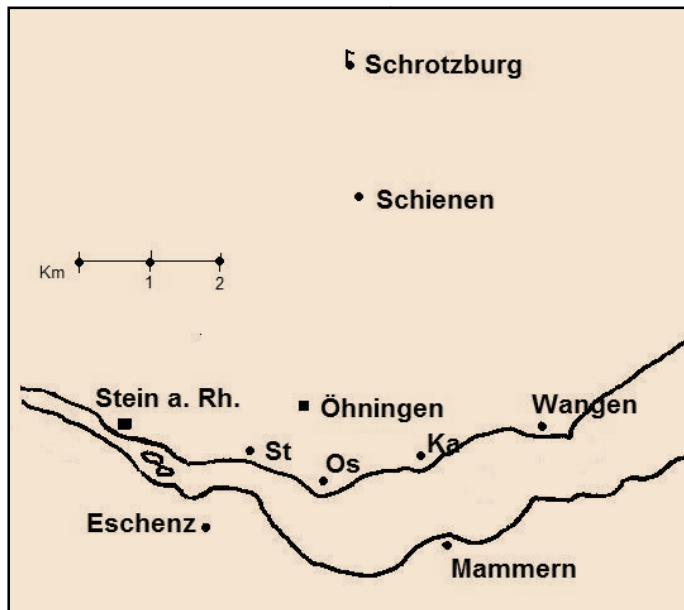 Schrotzburg
Schienen
Km
1
2
Stein a. Rh.
Öhningen
Wangen
St
Os
Ka
Eschenz
Mammern